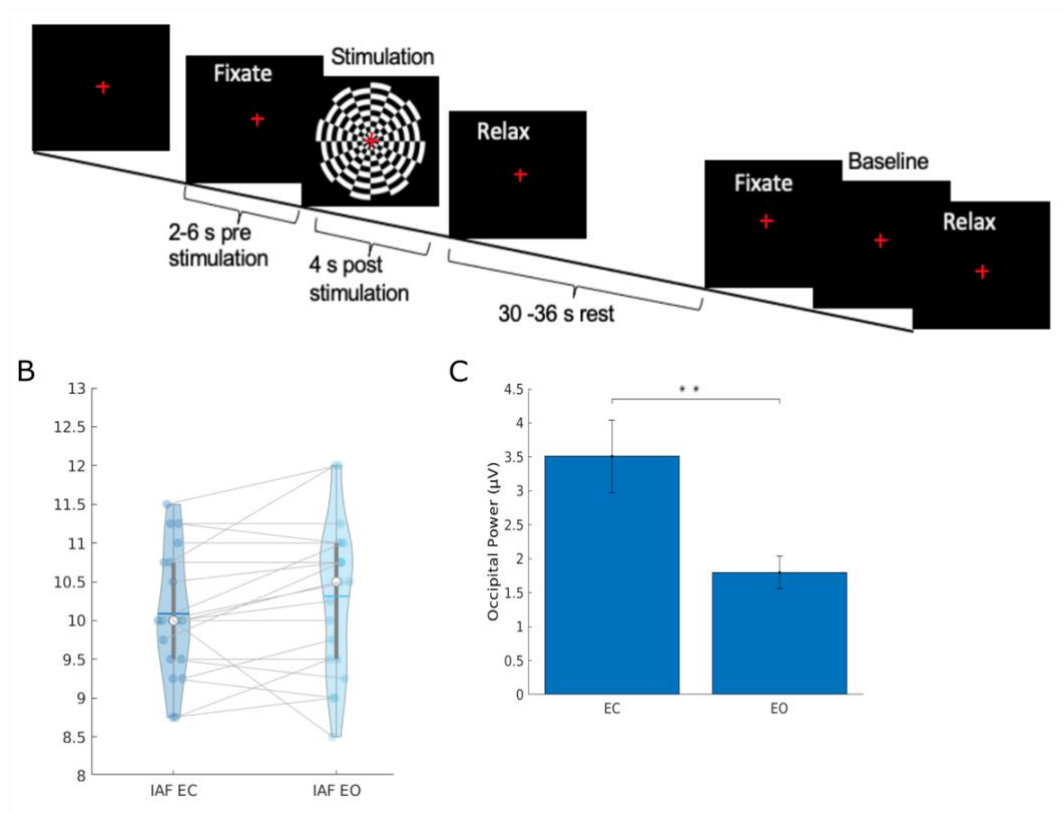 Stimulation
Fixate
Relax
Baseline
Fixate
Relax
2-6 s pre
stimulation
4 s post
stimulation
30 -36 s rest
B
13
12.5
12
11.5
11
10.5
10
9.5
9
8.5
8
IAF EC
IAF EO
C
* *
4.5
4
3.5
3
2.5
2
1.5
1
0.5
0
Occipital Power (µV)
EC
EO